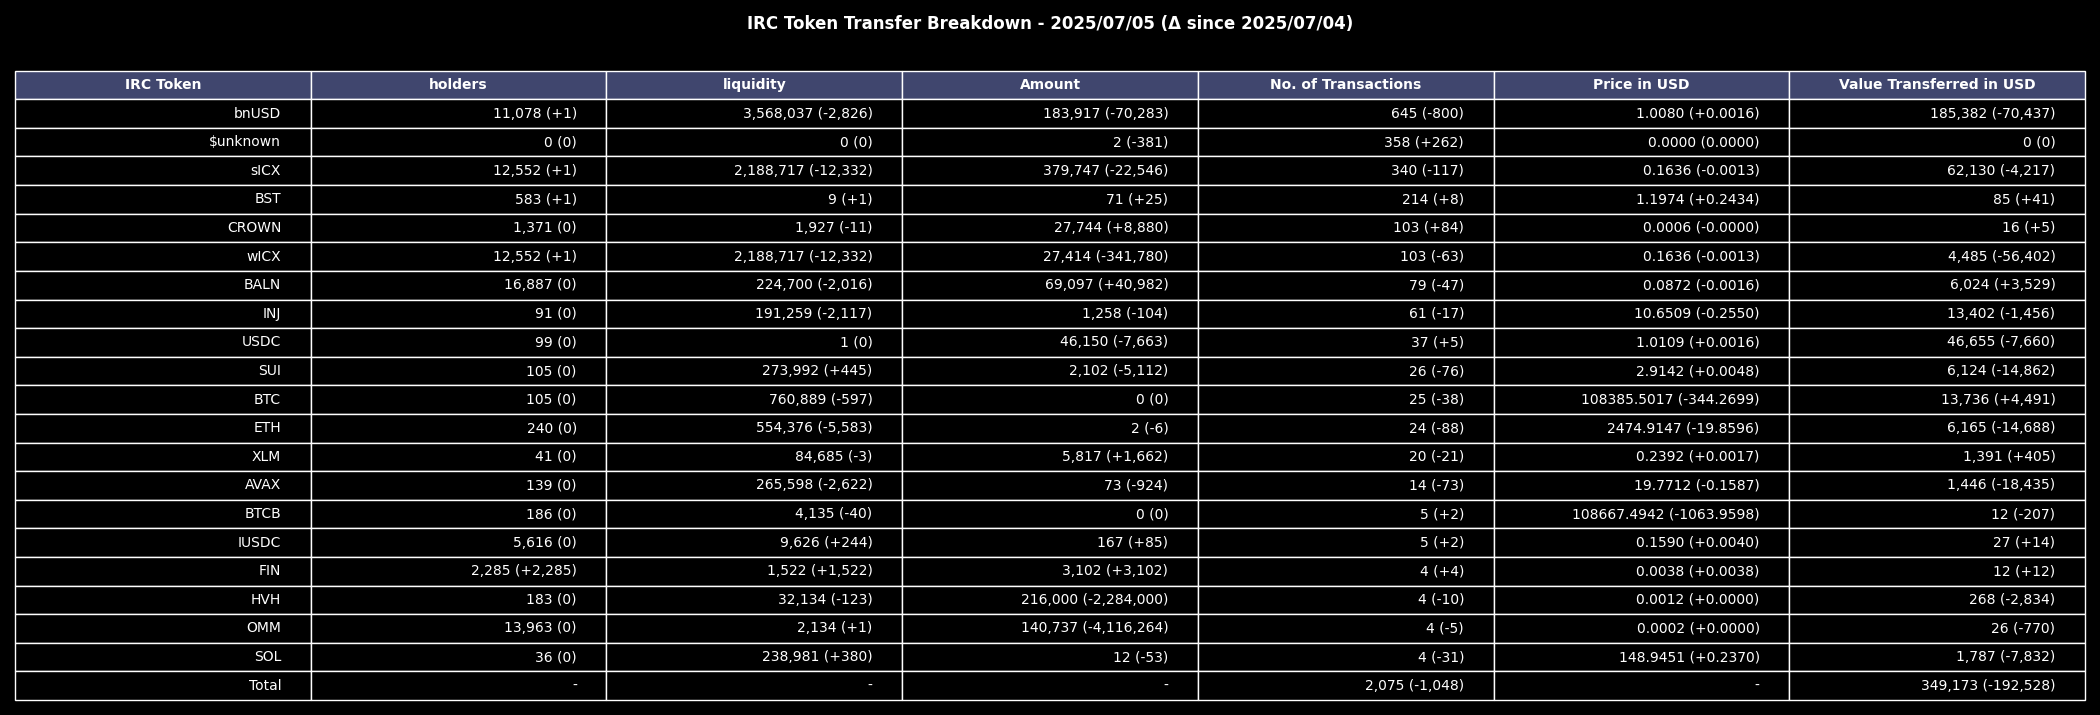 IRC Token Transfer Breakdown - 2025/07/05 (Δ since 2025/07/04)
IRC Token holders liquidity Amount No. of Transactions Price in USD Value Transferred in USD
bnUSD 11,078 (+1) 3,568,037 (-2,826) 183,917 (-70,283) 645 (-800) 1.0080 (+0.0016) 185,382 (-70,437)
$unknown 0 (0) 0 (0) 2 (-381) 358 (+262) 0.0000 (0.0000) 0 (0)
sICX 12,552 (+1) 2,188,717 (-12,332) 379,747 (-22,546) 340 (-117) 0.1636 (-0.0013) 62,130 (-4,217)
BST 583 (+1) 9 (+1) 71 (+25) 214 (+8) 1.1974 (+0.2434) 85 (+41)
CROWN 1,371 (0) 1,927 (-11) 27,744 (+8,880) 103 (+84) 0.0006 (-0.0000) 16 (+5)
wICX 12,552 (+1) 2,188,717 (-12,332) 27,414 (-341,780) 103 (-63) 0.1636 (-0.0013) 4,485 (-56,402)
BALN 16,887 (0) 224,700 (-2,016) 69,097 (+40,982) 79 (-47) 0.0872 (-0.0016) 6,024 (+3,529)
INJ 91 (0) 191,259 (-2,117) 1,258 (-104) 61 (-17) 10.6509 (-0.2550) 13,402 (-1,456)
USDC 99 (0) 1 (0) 46,150 (-7,663) 37 (+5) 1.0109 (+0.0016) 46,655 (-7,660)
SUI 105 (0) 273,992 (+445) 2,102 (-5,112) 26 (-76) 2.9142 (+0.0048) 6,124 (-14,862)
BTC 105 (0) 760,889 (-597) 0 (0) 25 (-38) 108385.5017 (-344.2699) 13,736 (+4,491)
ETH 240 (0) 554,376 (-5,583) 2 (-6) 24 (-88) 2474.9147 (-19.8596) 6,165 (-14,688)
XLM 41 (0) 84,685 (-3) 5,817 (+1,662) 20 (-21) 0.2392 (+0.0017) 1,391 (+405)
AVAX 139 (0) 265,598 (-2,622) 73 (-924) 14 (-73) 19.7712 (-0.1587) 1,446 (-18,435)
BTCB 186 (0) 4,135 (-40) 0 (0) 5 (+2) 108667.4942 (-1063.9598) 12 (-207)
IUSDC 5,616 (0) 9,626 (+244) 167 (+85) 5 (+2) 0.1590 (+0.0040) 27 (+14)
FIN 2,285 (+2,285) 1,522 (+1,522) 3,102 (+3,102) 4 (+4) 0.0038 (+0.0038) 12 (+12)
HVH 183 (0) 32,134 (-123) 216,000 (-2,284,000) 4 (-10) 0.0012 (+0.0000) 268 (-2,834)
OMM 13,963 (0) 2,134 (+1) 140,737 (-4,116,264) 4 (-5) 0.0002 (+0.0000) 26 (-770)
SOL 36 (0) 238,981 (+380) 12 (-53) 4 (-31) 148.9451 (+0.2370) 1,787 (-7,832)
Total - - - 2,075 (-1,048) - 349,173 (-192,528)